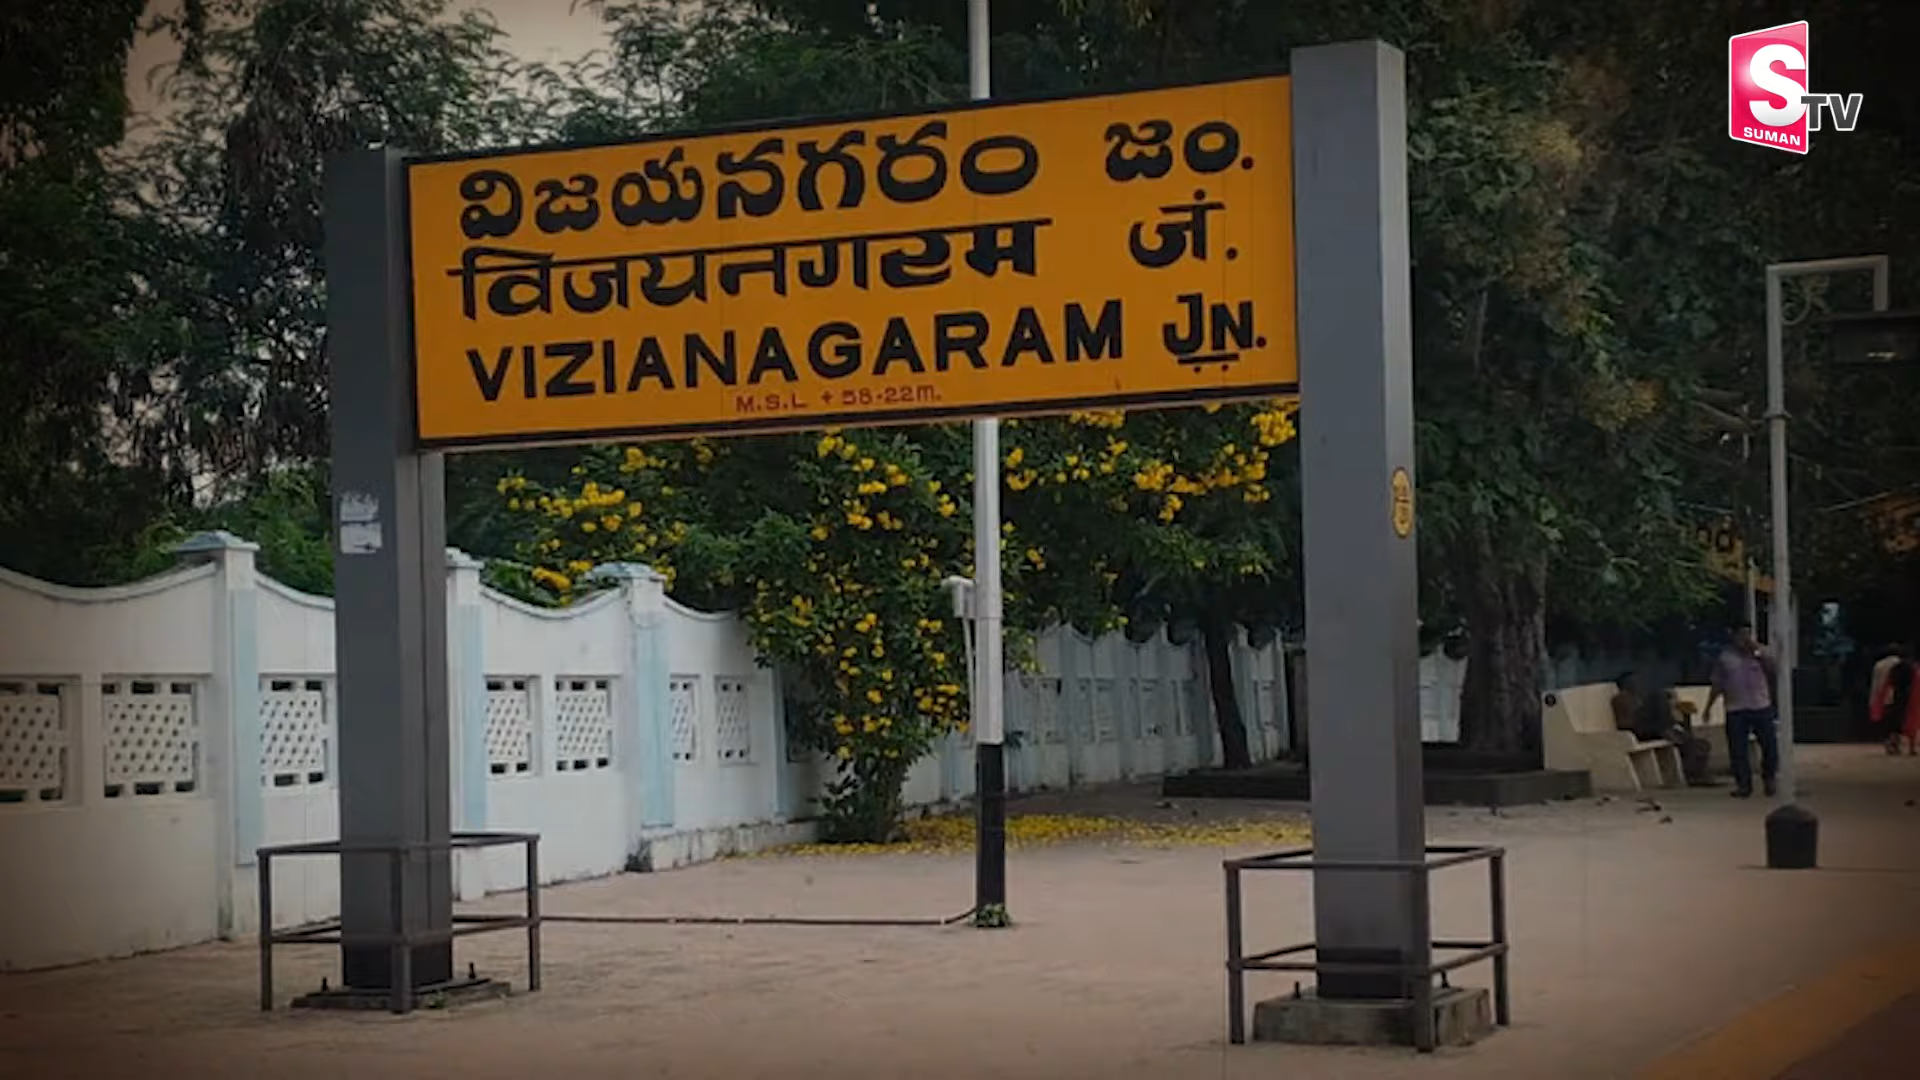 విజయనగరం జం.
विजयनगरम जं.
VIZIANAGARAM JN.
M.S.L + 58.22m.
S TV
SUMAN